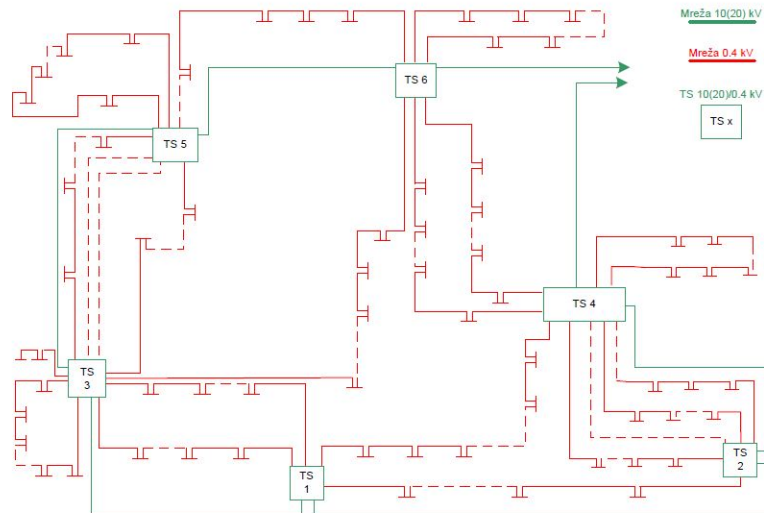 Mreža 10(20) kV
TS 6
Mreža 0.4 kV
TS 10(20)/0.4 kV
TS x
TS 5
TS 4
TS
3
TS
2
TS
1